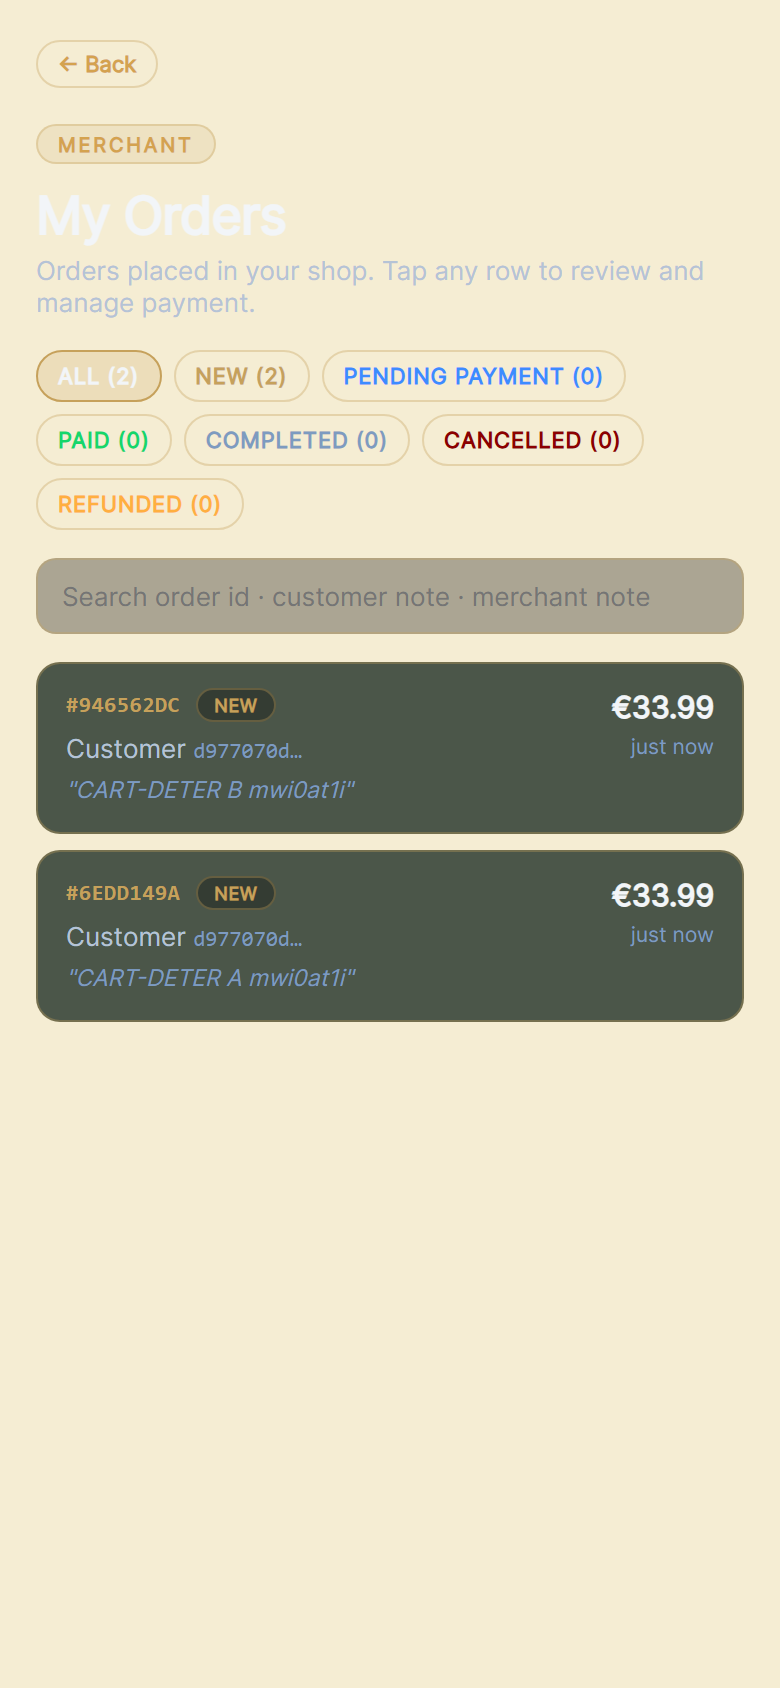 ← Back
MERCHANT
My Orders
Orders placed in your shop. Tap any row to review and
manage payment.
ALL (2) NEW (2) PENDING PAYMENT (0)
PAID (0) COMPLETED (0) CANCELLED (0)
REFUNDED (0)
Search order id · customer note · merchant note
#946562DC NEW €33.99
Customer d977070d… just now
"CART-DETER B mwi0at1i"
#6EDD149A NEW €33.99
Customer d977070d… just now
"CART-DETER A mwi0at1i"